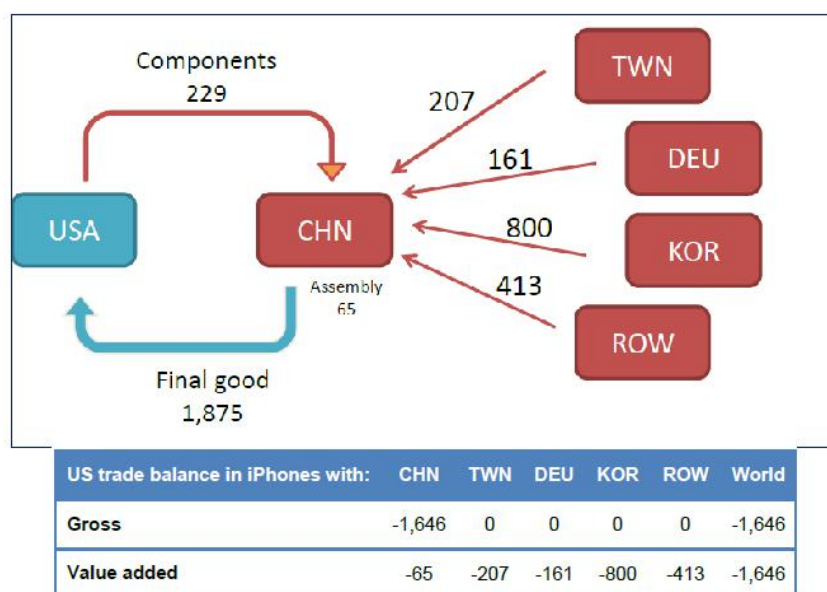 Components
229
TWN
207
DEU
161
USA
CHN
800
KOR
Assembly
65
413
ROW
Final good
1,875
US trade balance in iPhones with: CHN TWN DEU KOR ROW World
Gross -1,646 0 0 0 0 -1,646
Value added -65 -207 -161 -800 -413 -1,646